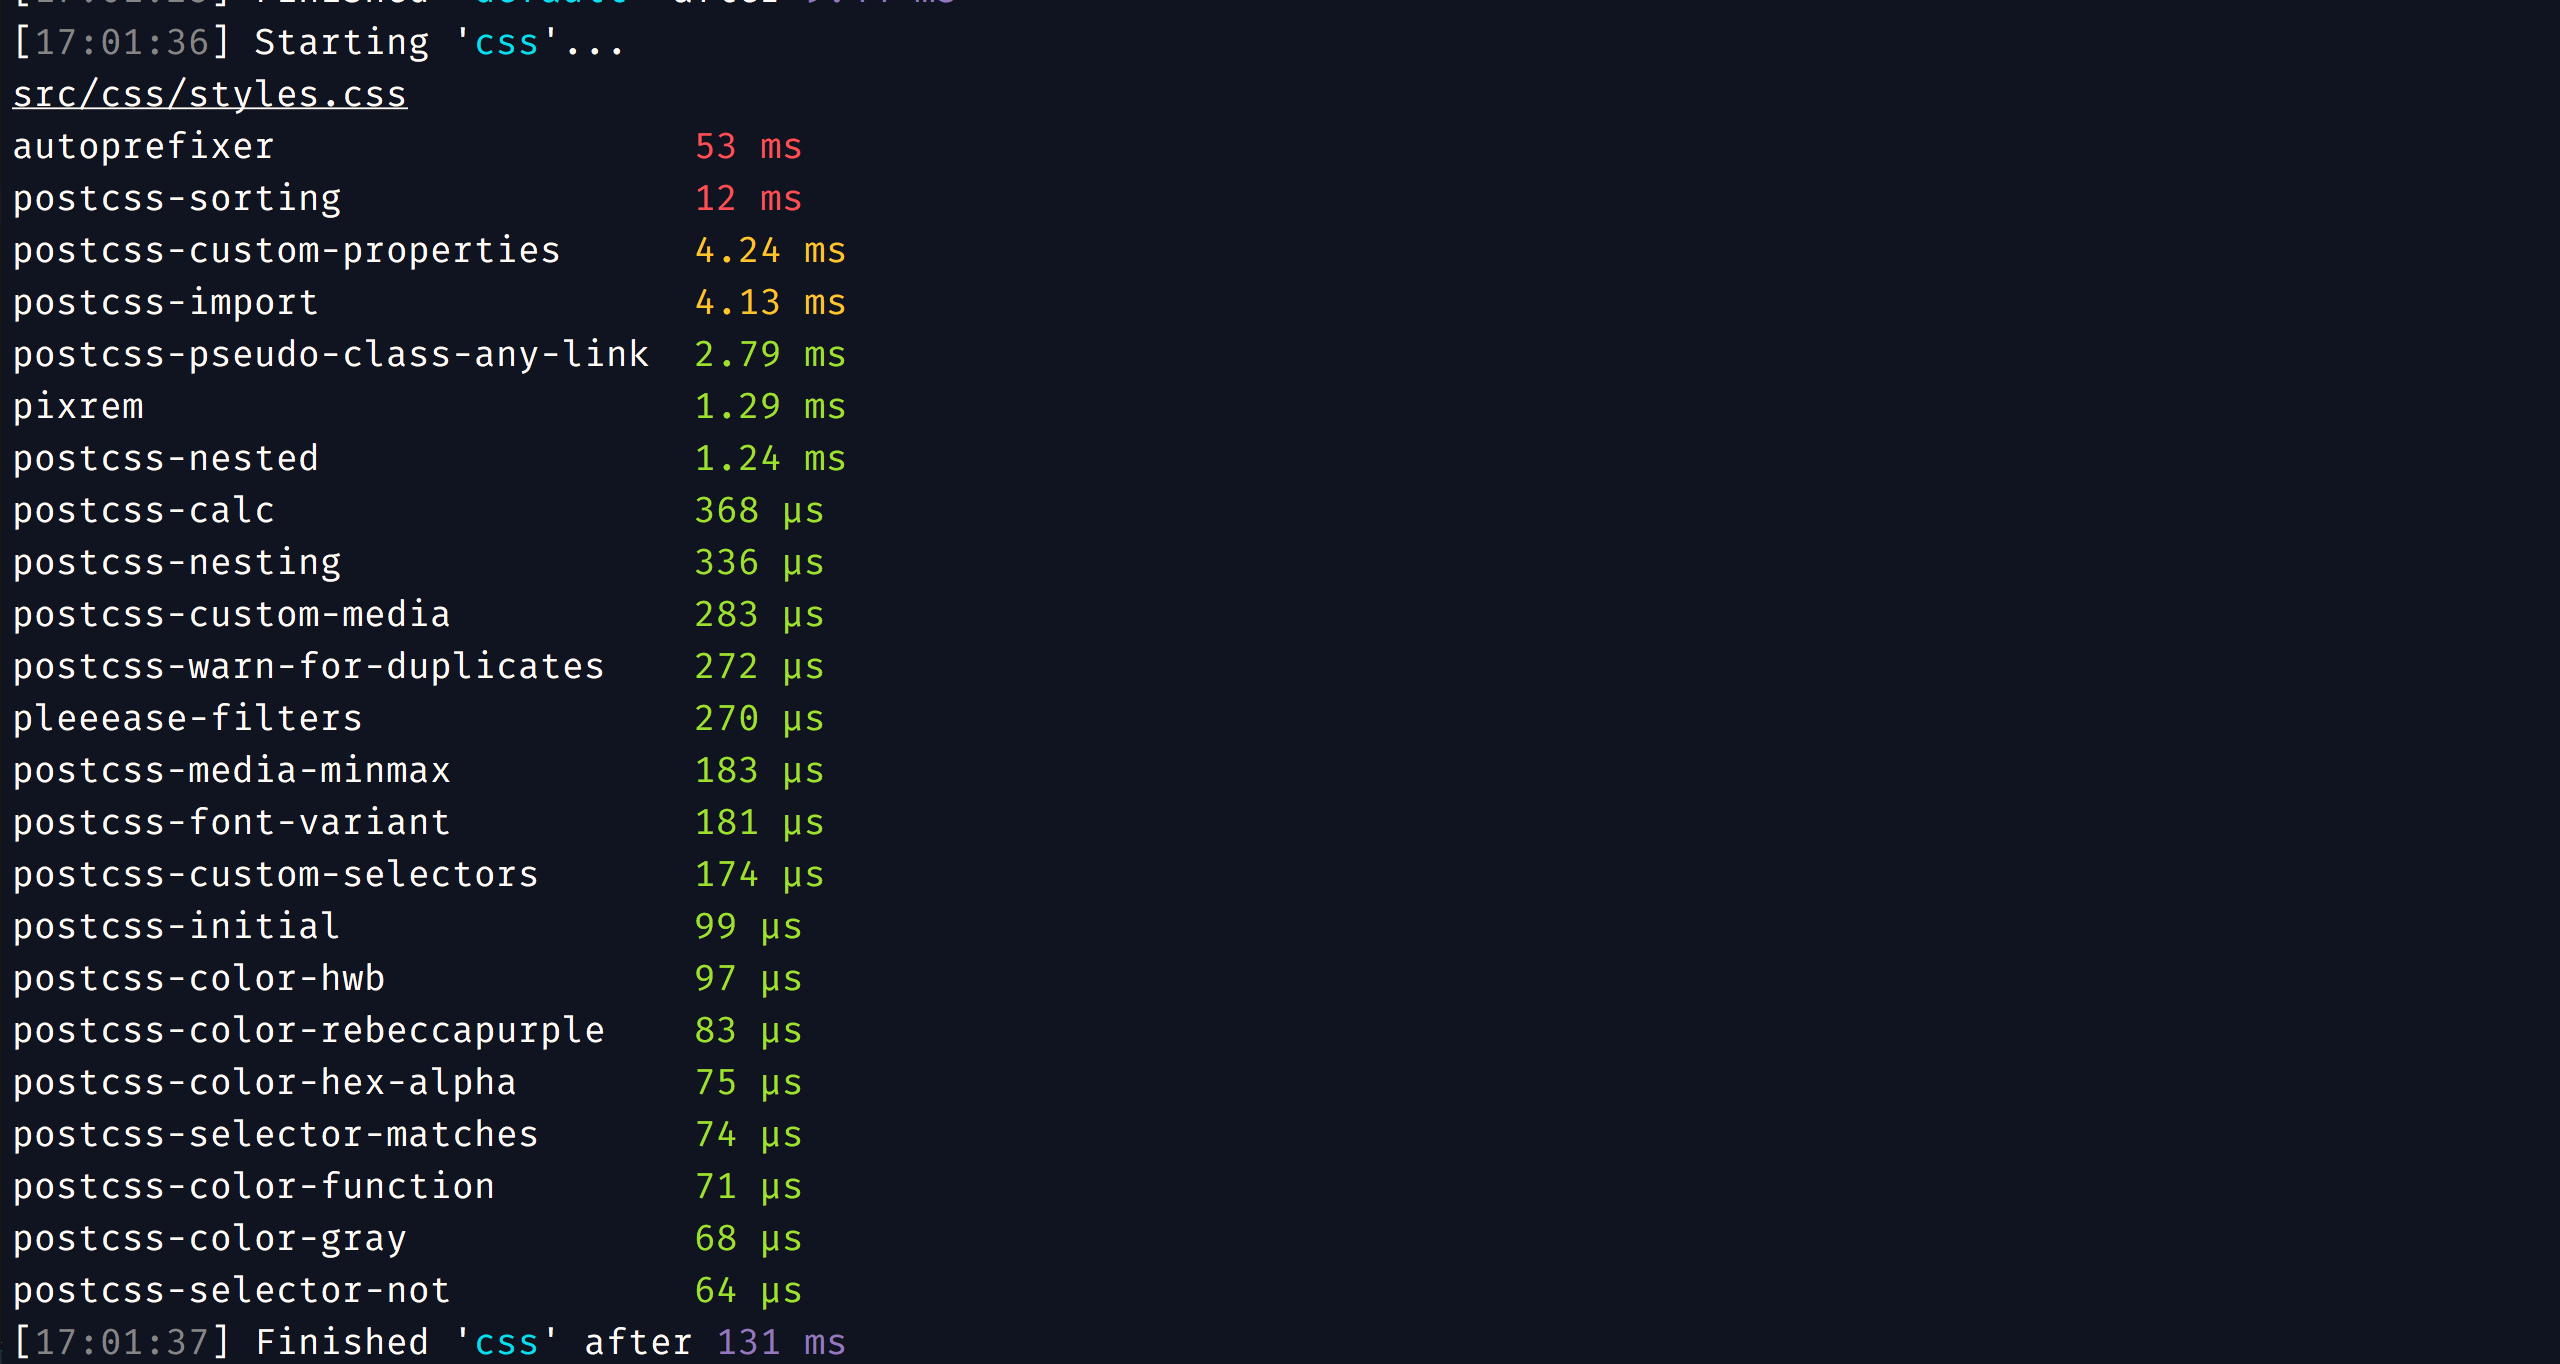 [17:01:36] Starting 'css'...
src/css/styles.css
autoprefixer 53 ms
postcss-sorting 12 ms
postcss-custom-properties 4.24 ms
postcss-import 4.13 ms
postcss-pseudo-class-any-link 2.79 ms
pixrem 1.29 ms
postcss-nested 1.24 ms
postcss-calc 368 μs
postcss-nesting 336 μs
postcss-custom-media 283 μs
postcss-warn-for-duplicates 272 μs
pleeease-filters 270 μs
postcss-media-minmax 183 μs
postcss-font-variant 181 μs
postcss-custom-selectors 174 μs
postcss-initial 99 μs
postcss-color-hwb 97 μs
postcss-color-rebeccapurple 83 μs
postcss-color-hex-alpha 75 μs
postcss-selector-matches 74 μs
postcss-color-function 71 μs
postcss-color-gray 68 μs
postcss-selector-not 64 μs
[17:01:37] Finished 'css' after 131 ms